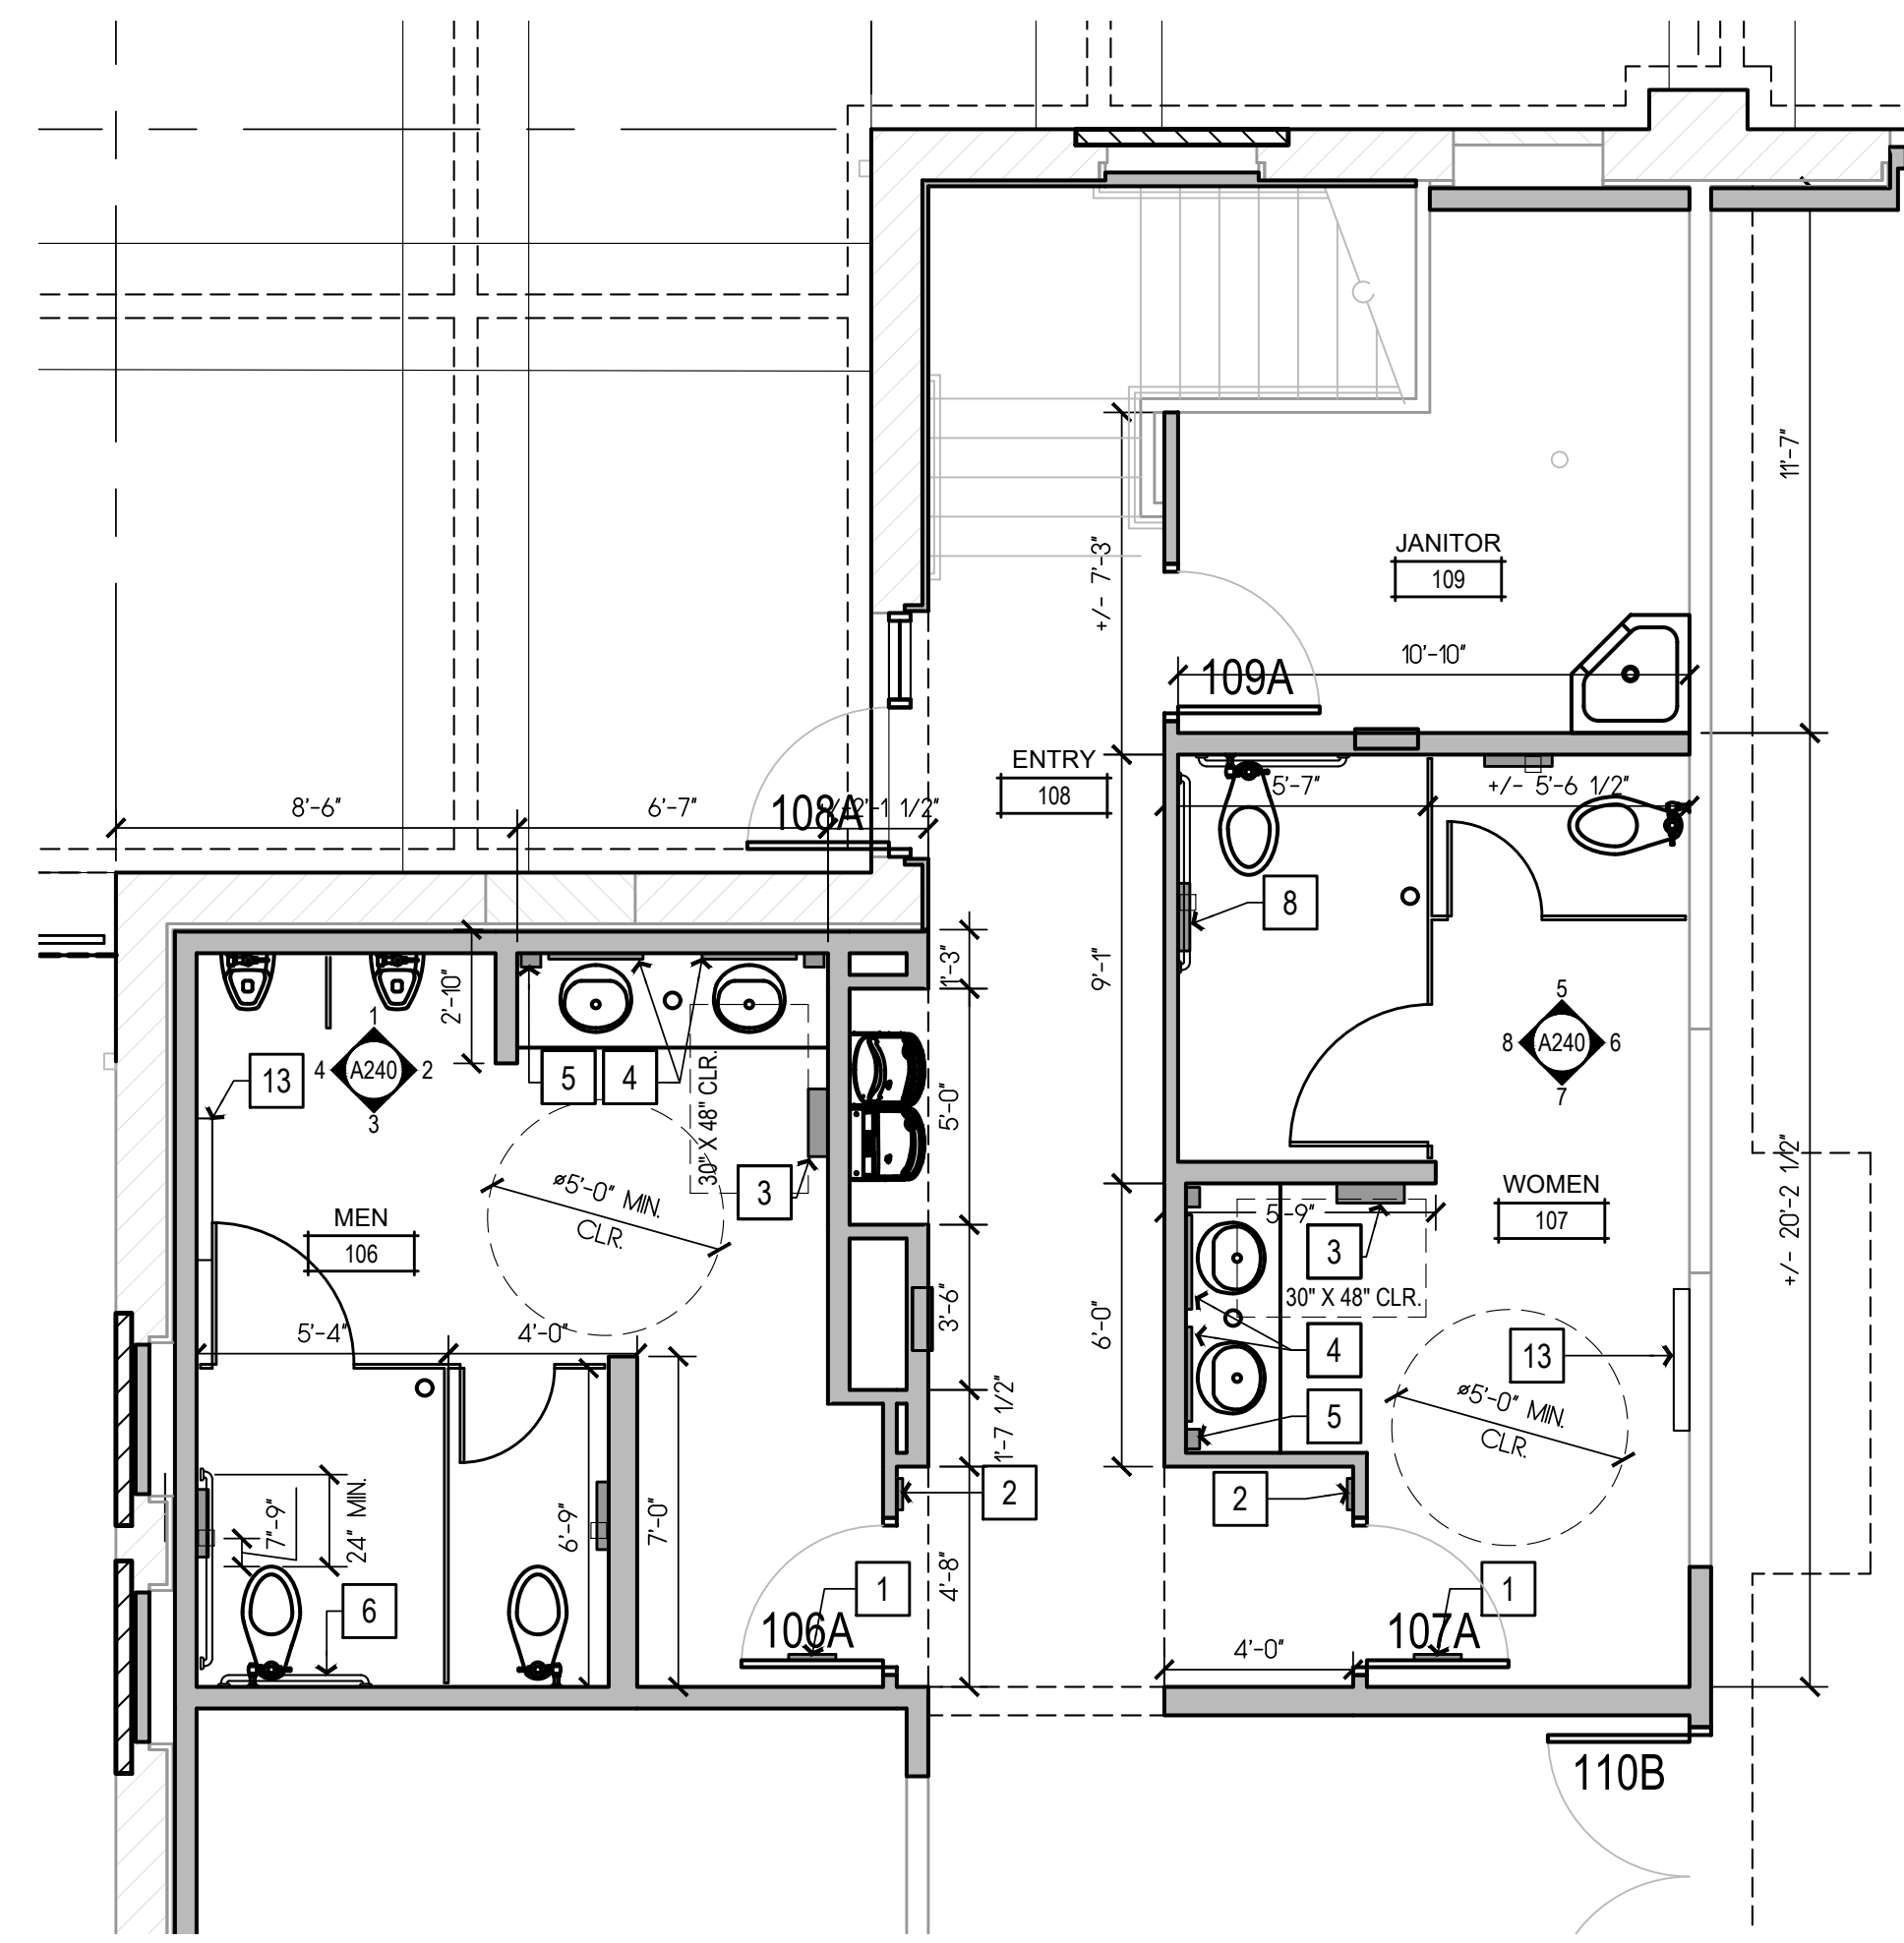 11'-7"
JANITOR
109
+/- 7'-3"
10'-10"
109A
ENTRY
108
8'-6"
6'-7"
108A
1/2"
5'-7"
+/- 5'-6 1/2"
8
1'-3"
2'-10"
9'-1"
13
1
4 A240 2
3
5
4
30" X 48" CLR.
5'-0"
5
8 A240 6
7
3
ø5'-0" MIN.
CLR.
MEN
106
WOMEN
107
5'-9"
3
30" X 48" CLR.
+/- 20'-2 1/2"
5'-4"
4'-0"
3'-6"
6'-0"
4
13
5
ø5'-0" MIN.
CLR.
1'-7 1/2"
2
2
7"-9"
24" MIN.
6'-9"
7'-0"
6
4'-8"
1
1
106A
107A
4'-0"
110B